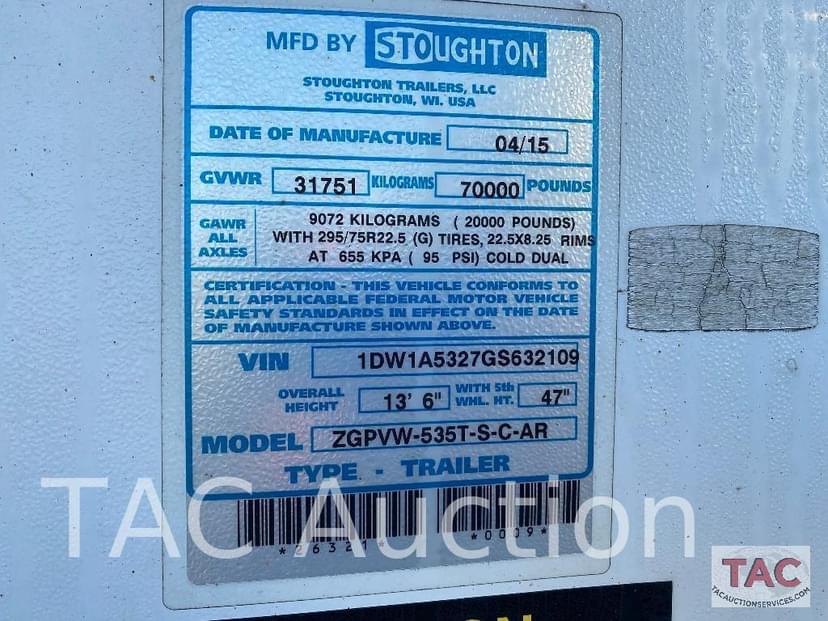 MFD BY STOUGHTON
STOUGHTON TRAILERS, LLC
STOUGHTON, WI. USA
DATE OF MANUFACTURE 04/15
GVWR 31751 KILOGRAMS 70000 POUNDS
GAWR ALL AXLES
9072 KILOGRAMS ( 20000 POUNDS)
WITH 295/75R22.5 (G) TIRES, 22.5X8.25 RIMS
AT 655 KPA ( 95 PSI) COLD DUAL
CERTIFICATION - THIS VEHICLE CONFORMS TO
ALL APPLICABLE FEDERAL MOTOR VEHICLE
SAFETY STANDARDS IN EFFECT ON THE DATE
OF MANUFACTURE SHOWN ABOVE.
VIN 1DW1A5327GS632109
OVERALL HEIGHT 13' 6" WITH 5th WHL. HT. 47"
MODEL ZGPVW-535T-S-C-AR
TYPE - TRAILER
TAC Auction
*26321* *0009*
TAC
TACAUCTIONSERVICES.COM